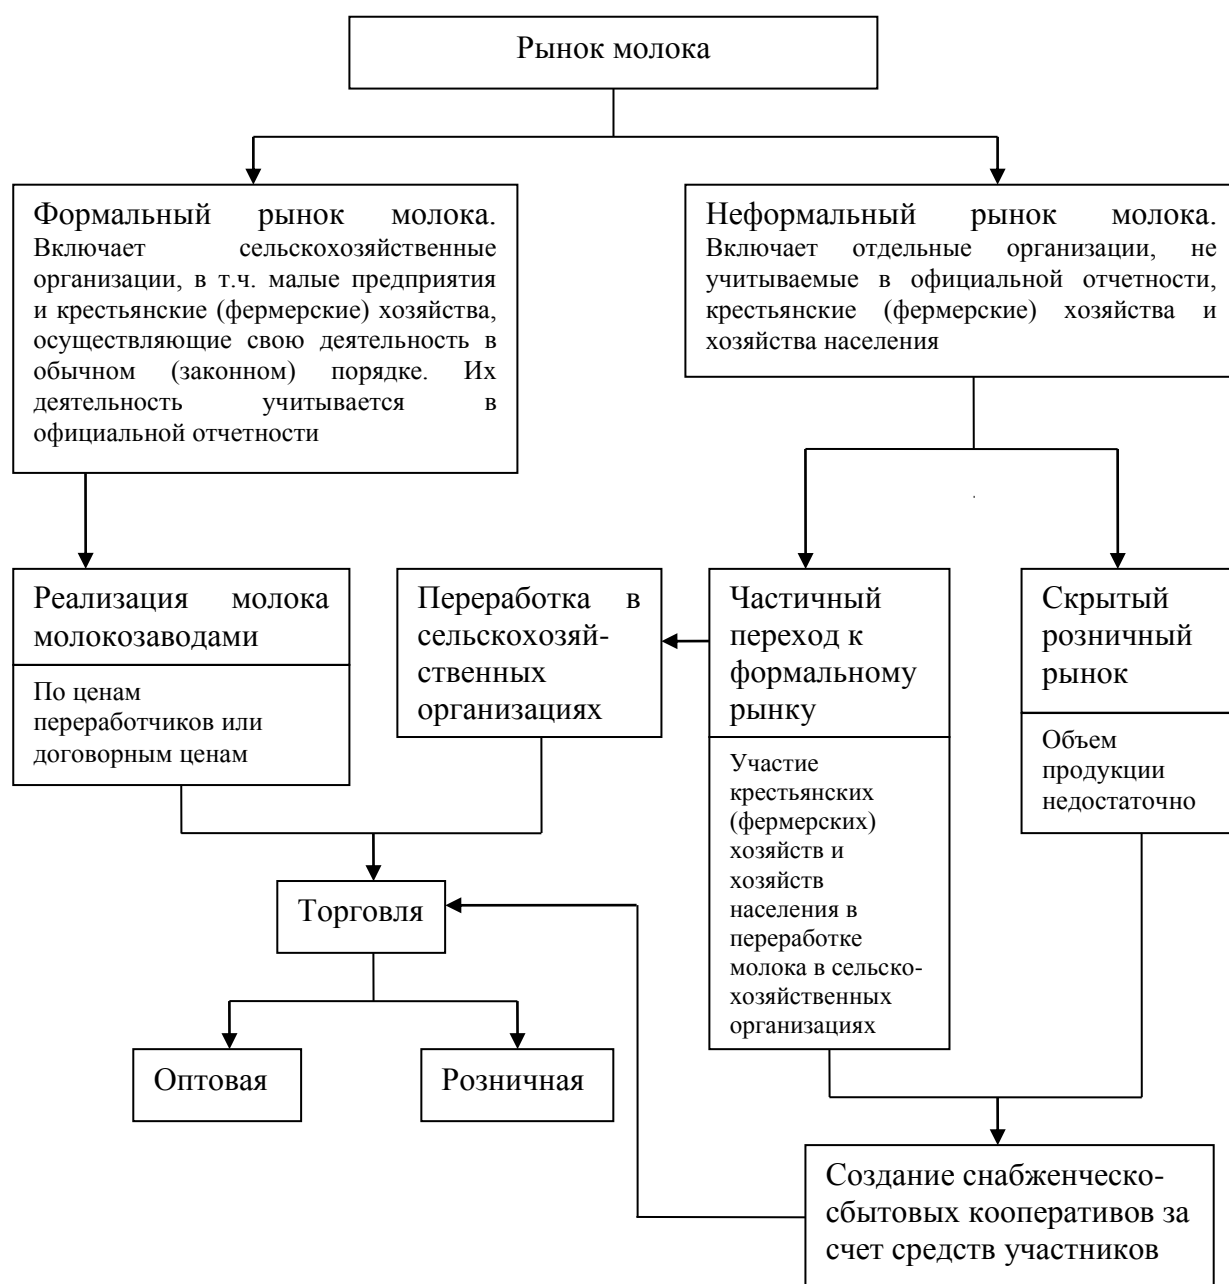 Рынок молока
Формальный рынок молока.
Включает сельскохозяйственные
организации, в т.ч. малые предприятия
и крестьянские (фермерские) хозяйства,
осуществляющие свою деятельность в
обычном (законном) порядке. Их
деятельность учитывается в
официальной отчетности
Неформальный рынок молока.
Включает отдельные организации, не
учитываемые в официальной отчетности,
крестьянские (фермерские) хозяйства и
хозяйства населения
Реализация молока
молокозаводами
По ценам
переработчиков или
договорным ценам
Переработка в
сельскохозяй-
ственных
организациях
Частичный
переход к
формальному
рынку
Участие
крестьянских
(фермерских)
хозяйств и
хозяйств
населения в
переработке
молока в сельско-
хозяйственных
организациях
Скрытый
розничный
рынок
Объем
продукции
недостаточно
Торговля
Оптовая
Розничная
Создание снабженческо-
сбытовых кооперативов за
счет средств участников